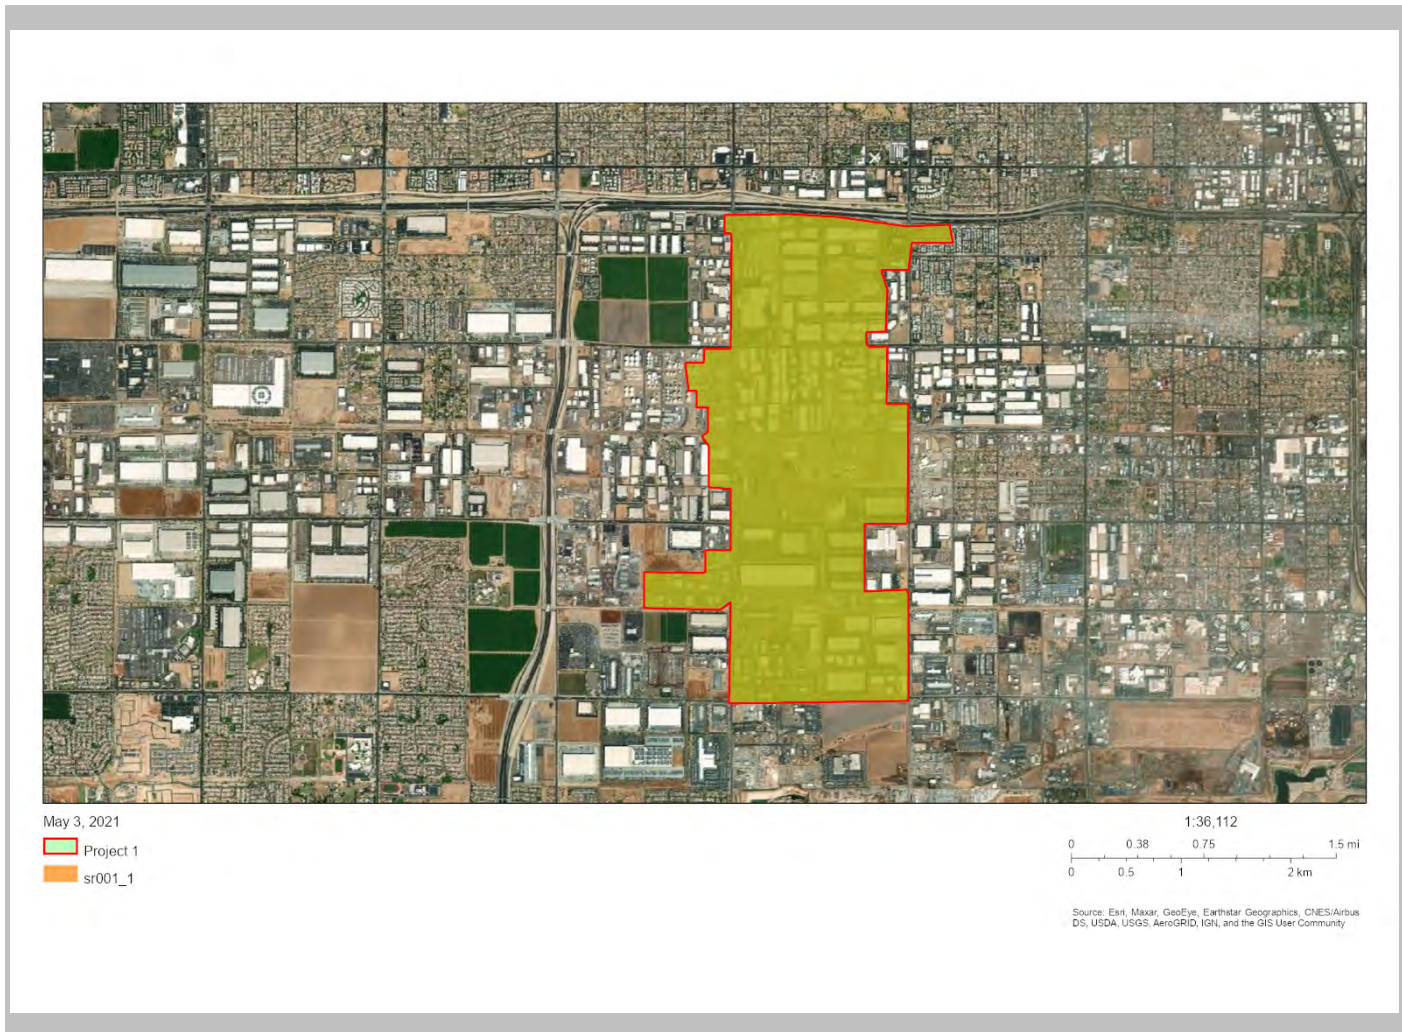 May 3, 2021
Project 1
sr001_1
1:36,112
0 0.38 0.75 1.5 mi
0 0.5 1 2 km
Source: Esri, Maxar, GeoEye, Earthstar Geographics, CNES/Airbus
DS, USDA, USGS, AeroGRID, IGN, and the GIS User Community